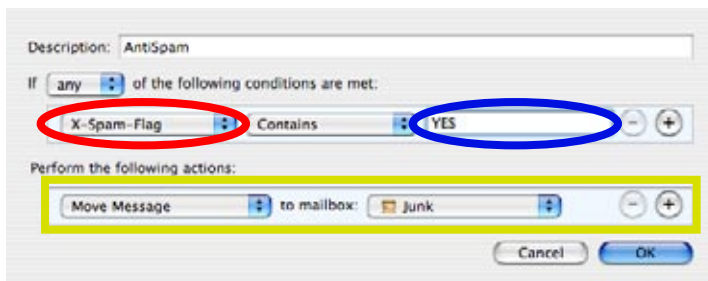 Description: AntiSpam
If any of the following conditions are met:
X-Spam-Flag Contains YES
Perform the following actions:
Move Message to mailbox: Junk
Cancel OK